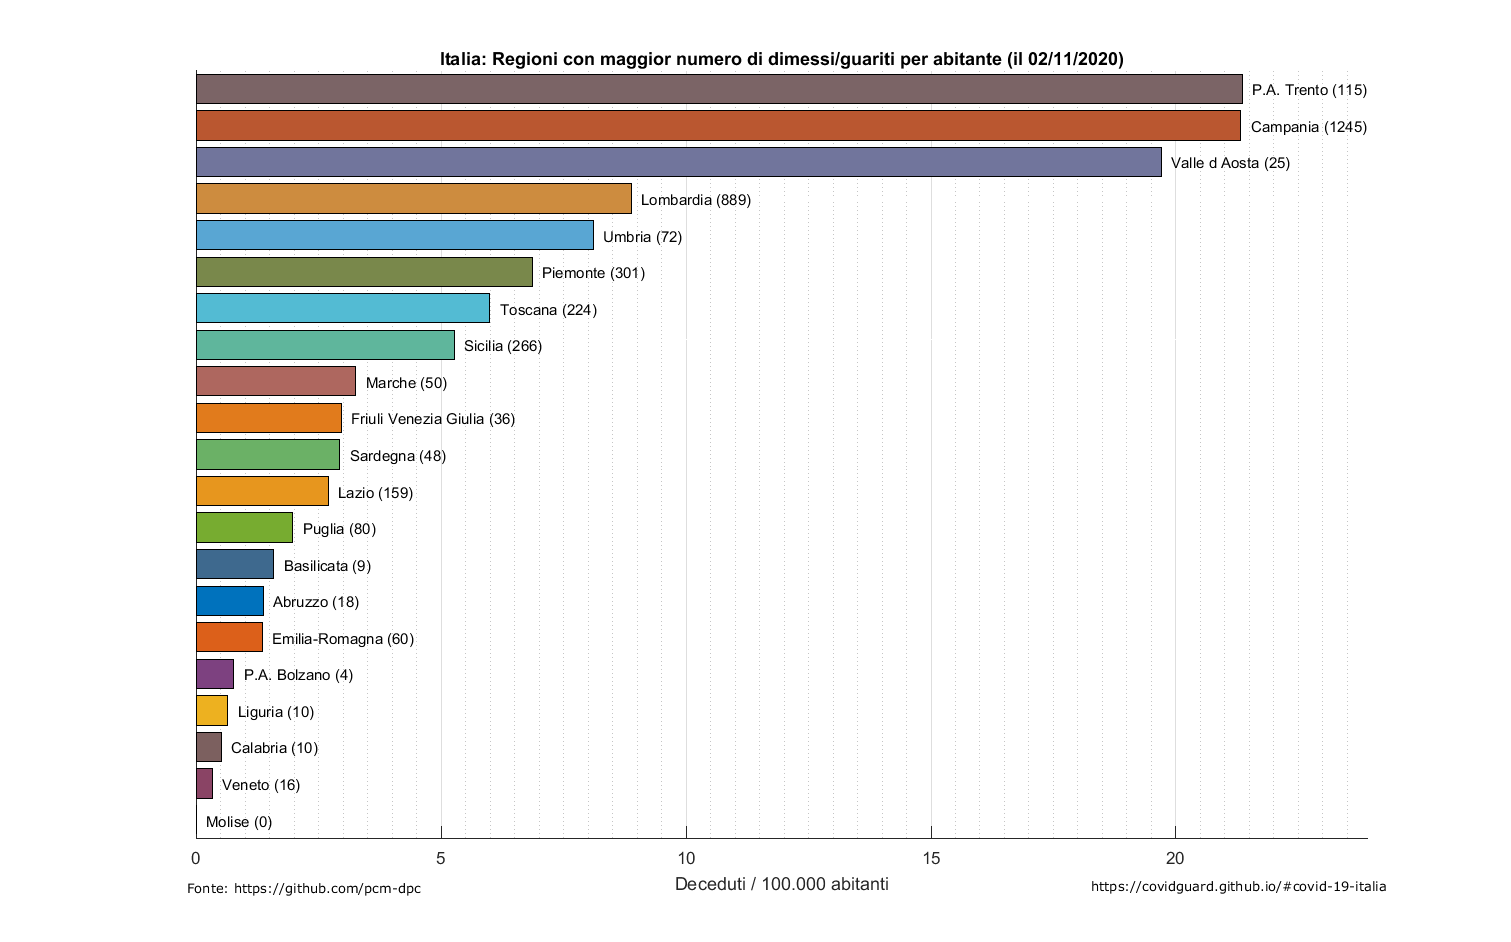 Italia: Regioni con maggior numero di dimessi/guariti per abitante (il 02/11/2020)
P.A. Trento (115)
Campania (1245)
Valle d Aosta (25)
Lombardia (889)
Umbria (72)
Piemonte (301)
Toscana (224)
Sicilia (266)
Marche (50)
Friuli Venezia Giulia (36)
Sardegna (48)
Lazio (159)
Puglia (80)
Basilicata (9)
Abruzzo (18)
Emilia-Romagna (60)
P.A. Bolzano (4)
Liguria (10)
Calabria (10)
Veneto (16)
Molise (0)
0 5 10 15 20
Deceduti / 100.000 abitanti
Fonte: https://github.com/pcm-dpc
https://covidguard.github.io/#covid-19-italia